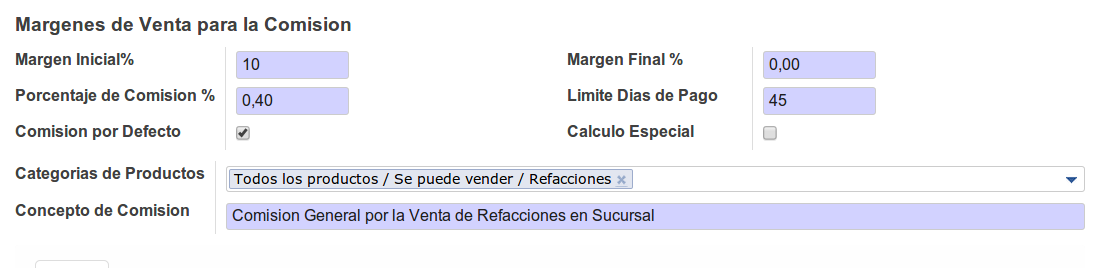 Margenes de Venta para la Comision
Margen Inicial% 10 Margen Final % 0,00
Porcentaje de Comision % 0,40 Limite Dias de Pago 45
Comision por Defecto Calculo Especial
Categorias de Productos Todos los productos / Se puede vender / Refacciones ×
Concepto de Comision Comision General por la Venta de Refacciones en Sucursal